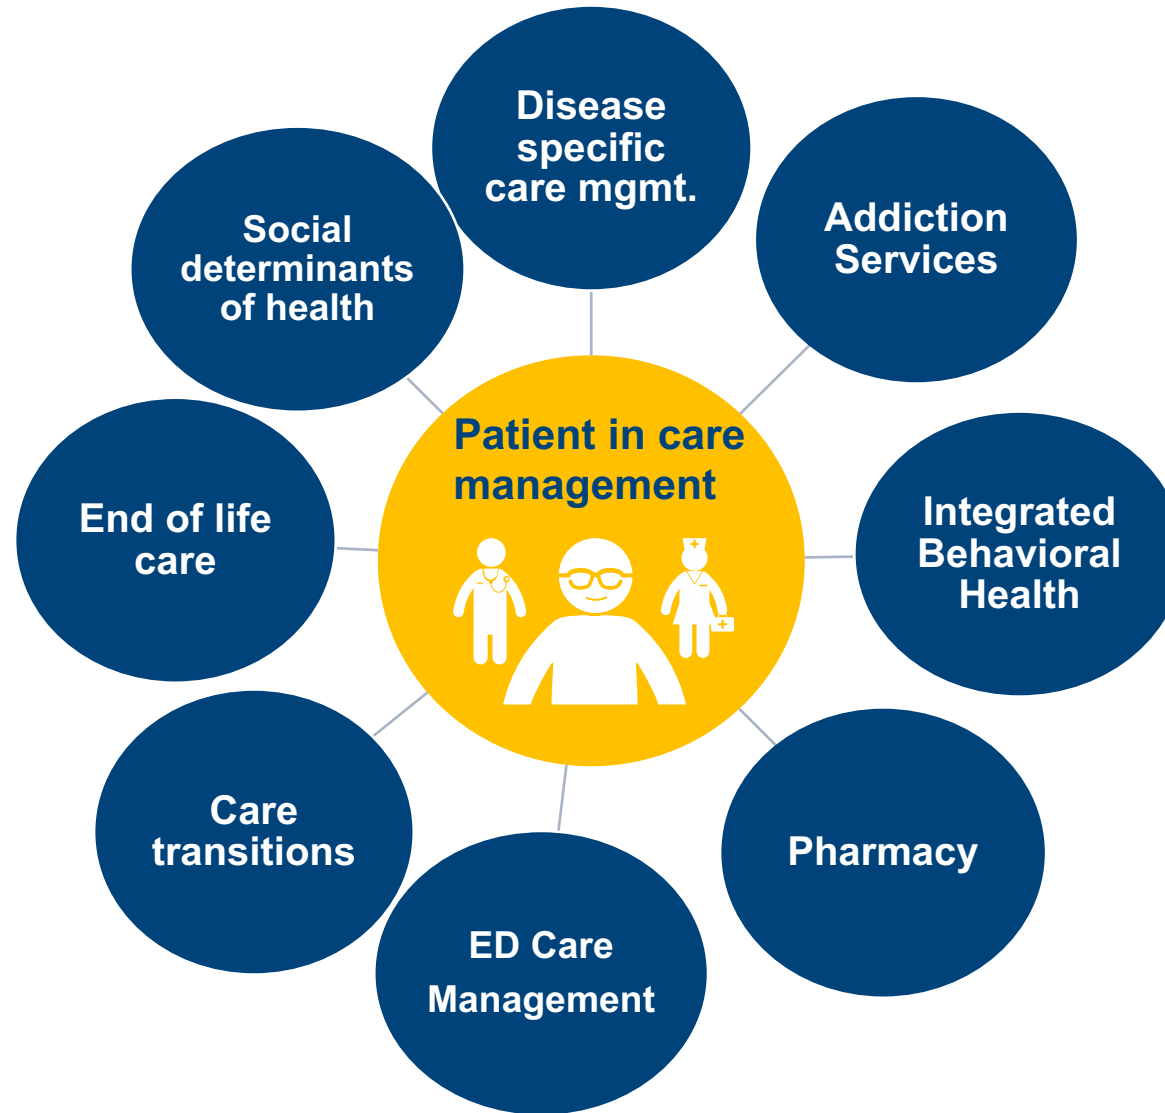 Disease
specific
care mgmt.
Addiction
Services
Social
determinants
of health
Patient in care
management
Integrated
Behavioral
Health
End of life
care
Care
transitions
Pharmacy
ED Care
Management